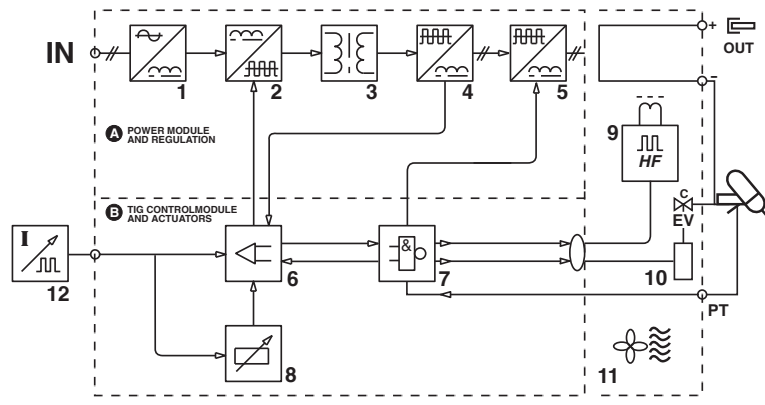 +
OUT
IN
1
2
3
4
5
-
9
HF
A POWER MODULE
AND REGULATION
B TIG CONTROLMODULE
AND ACTUATORS
C
EV
I
12
6
&
7
10
PT
8
11